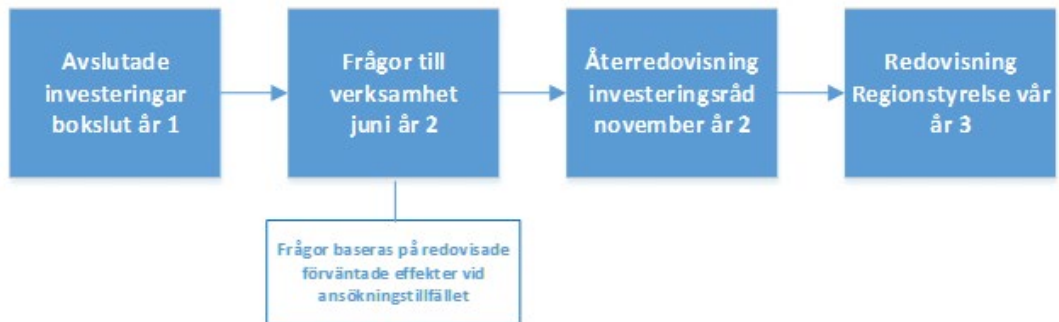 Avslutade
investeringar
bokslut år 1
Frågor till
verksamhet
juni år 2
Återredovisning
investeringsråd
november år 2
Redovisning
Regionstyrelse vår
år 3
Frågor baseras på redovisade
förväntade effekter vid
ansökningstillfället